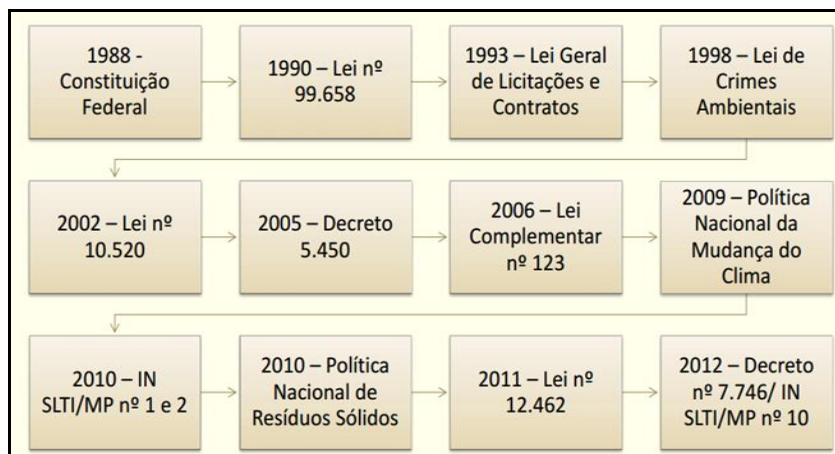 1988 -
Constituição
Federal
1990 – Lei nº
99.658
1993 – Lei Geral
de Licitações e
Contratos
1998 – Lei de
Crimes
Ambientais
2002 – Lei nº
10.520
2005 – Decreto
5.450
2006 – Lei
Complementar
nº 123
2009 – Política
Nacional da
Mudança do
Clima
2010 – IN
SLTI/MP nº 1 e 2
2010 – Política
Nacional de
Resíduos Sólidos
2011 – Lei nº
12.462
2012 – Decreto
nº 7.746/ IN
SLTI/MP nº 10